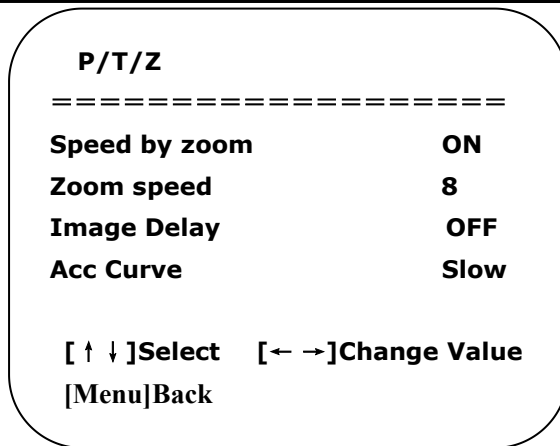 P/T/Z
===================
Speed by zoom ON
Zoom speed 8
Image Delay OFF
Acc Curve Slow
[↑↓]Select [← →]Change Value
[Menu]Back